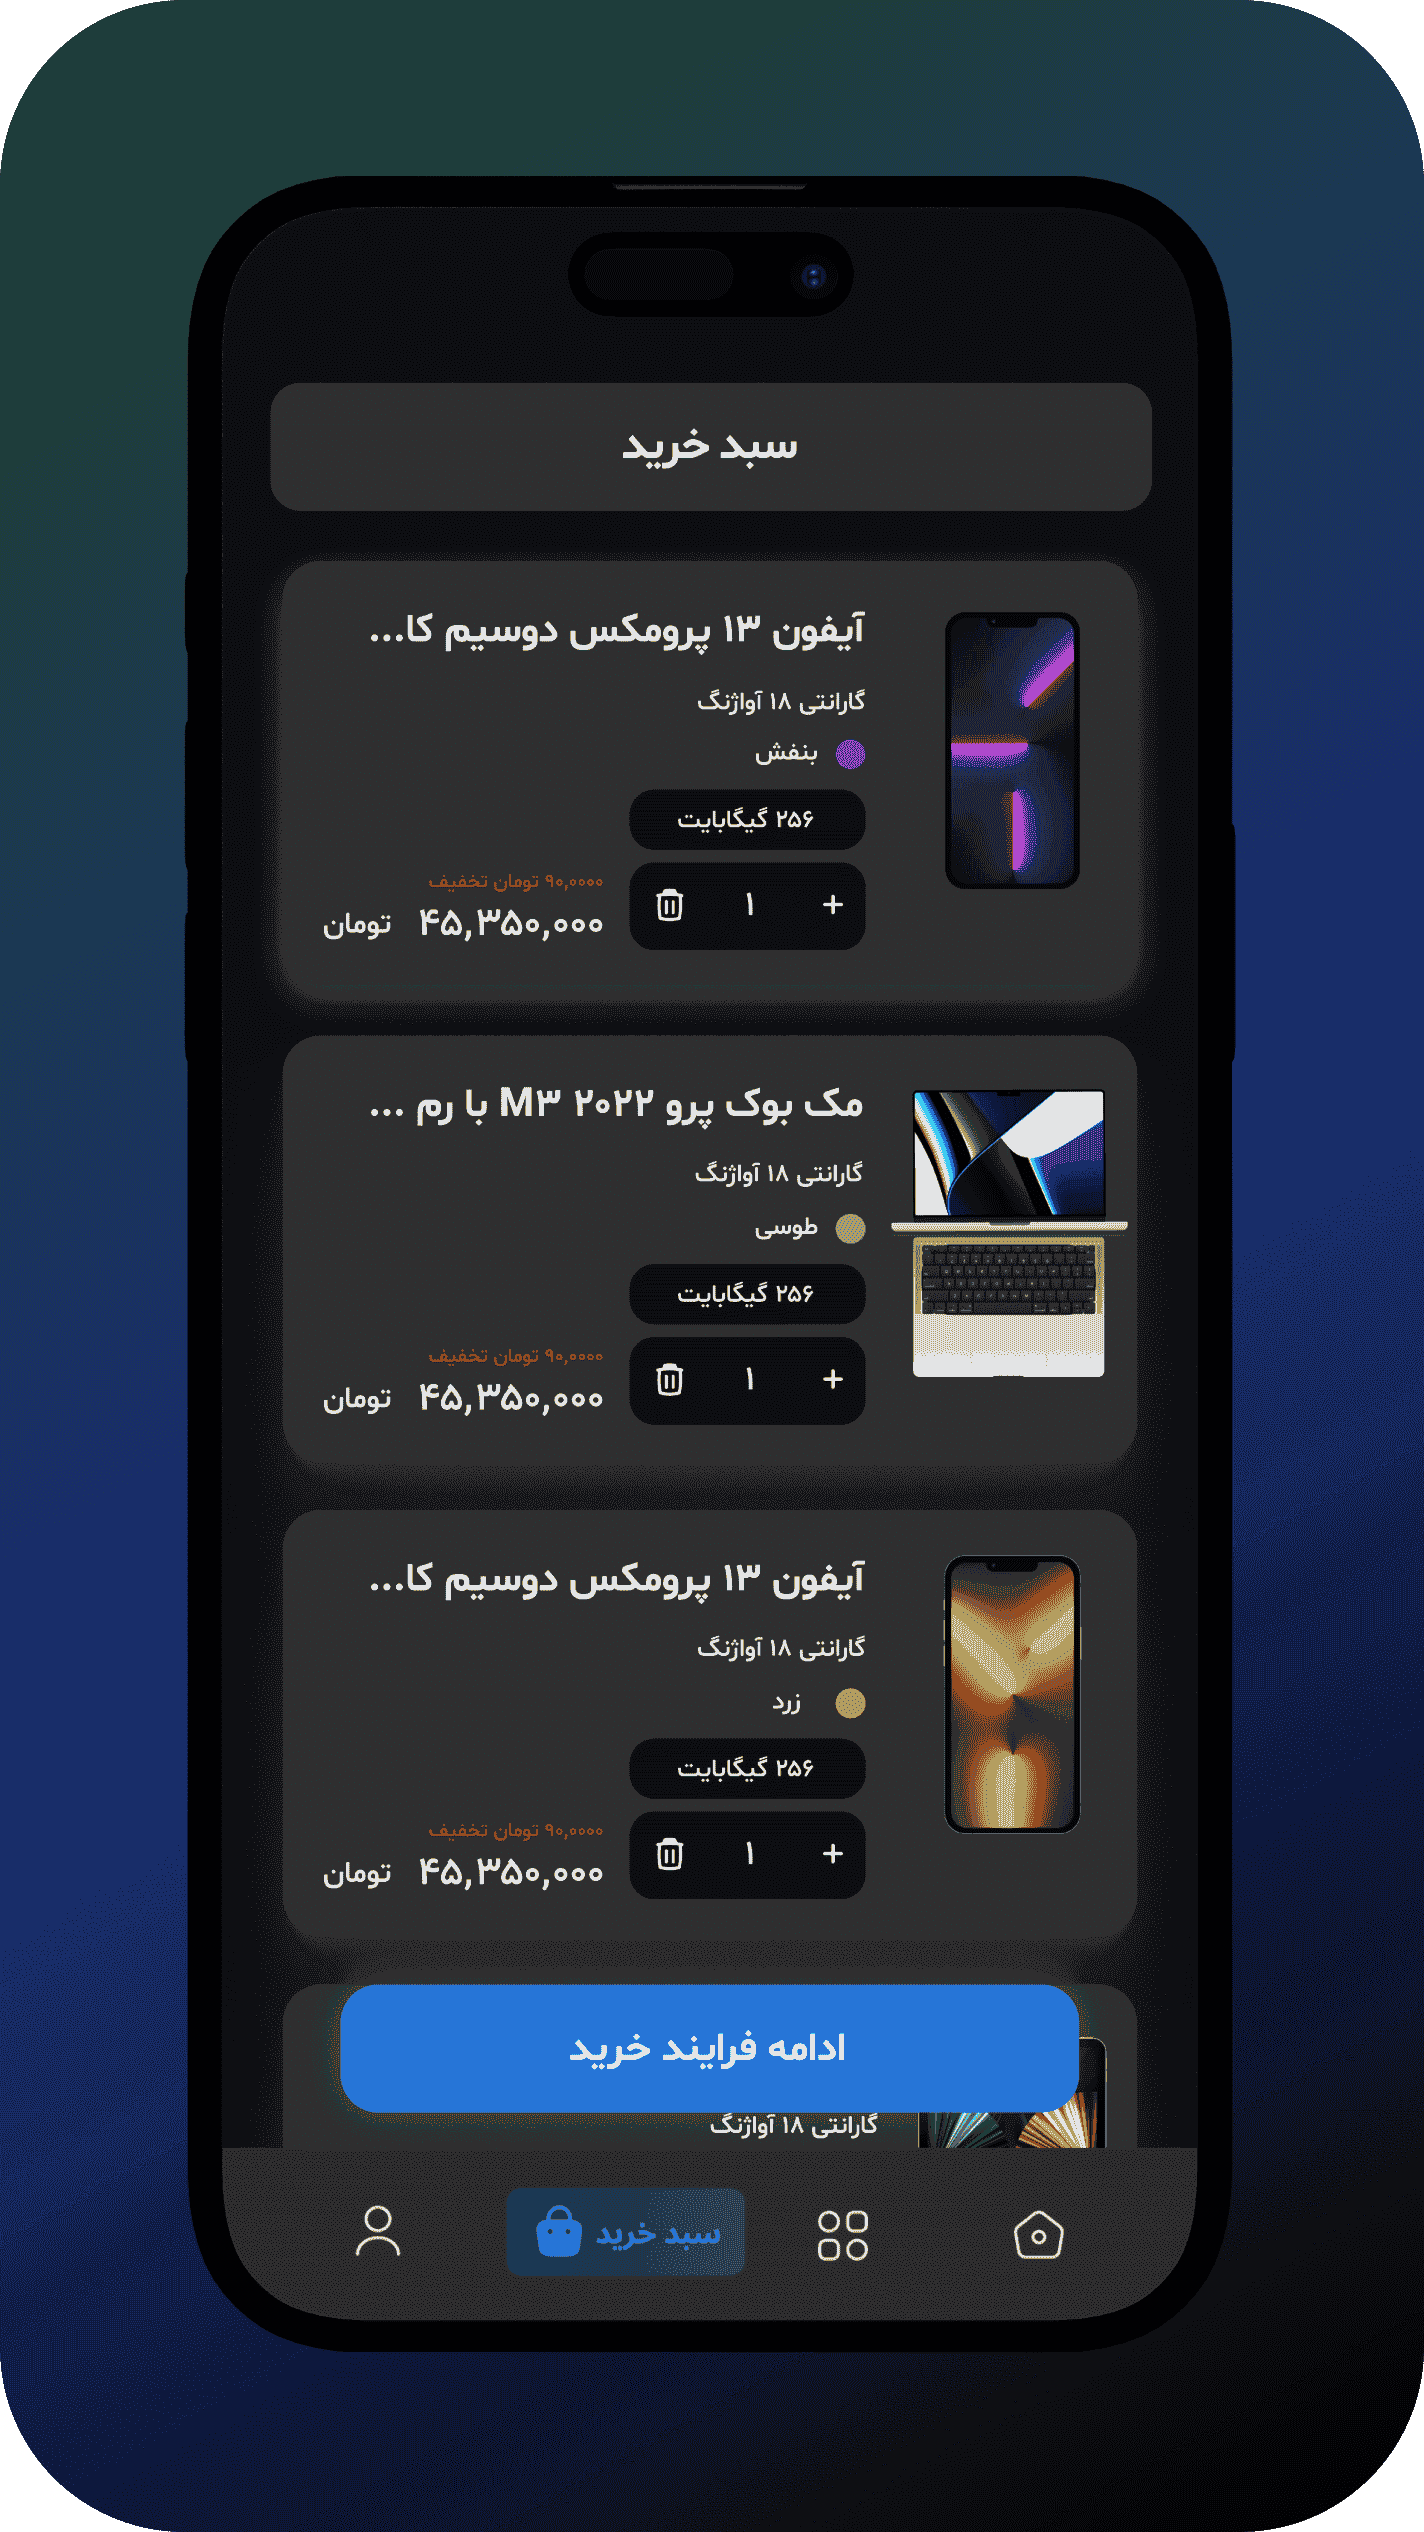 سبد خرید
آیفون ۱۳ پرومکس دوسیم کا...
گارانتی ۱۸ آواژنگ
بنفش
۲۵۶ گیگابایت
+ ۱
۹۰,۰۰۰۰ تومان تخفیف
۴۵,۳۵۰,۰۰۰ تومان
مک بوک پرو ۲۰۲۲ M۳ با رم ...
گارانتی ۱۸ آواژنگ
طوسی
۲۵۶ گیگابایت
+ ۱
۹۰,۰۰۰۰ تومان تخفیف
۴۵,۳۵۰,۰۰۰ تومان
آیفون ۱۳ پرومکس دوسیم کا...
گارانتی ۱۸ آواژنگ
زرد
۲۵۶ گیگابایت
+ ۱
۹۰,۰۰۰۰ تومان تخفیف
۴۵,۳۵۰,۰۰۰ تومان
ادامه فرایند خرید
گارانتی ۱۸ آواژنگ
سبد خرید